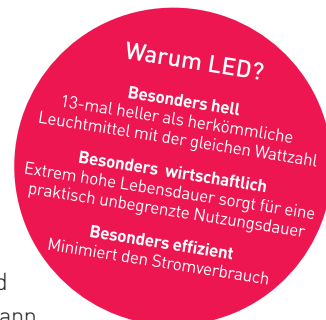 Warum LED?
Besonders hell
13-mal heller als herkömmliche
Leuchtmittel mit der gleichen Wattzahl
Besonders wirtschaftlich
Extrem hohe Lebensdauer sorgt für eine
praktisch unbegrenzte Nutzungsdauer
Besonders effizient
Minimiert den Stromverbrauch